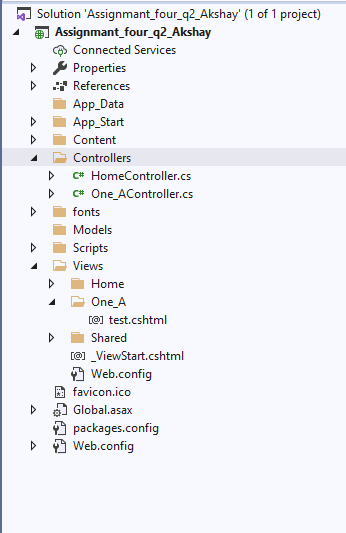 Solution 'Assignmant_four_q2_Akshay' (1 of 1 project)
Assignmant_four_q2_Akshay
Connected Services
Properties
References
App_Data
App_Start
Content
Controllers
C# HomeController.cs
C# One_AController.cs
fonts
Models
Scripts
Views
Home
One_A
[@] test.cshtml
Shared
[@] _ViewStart.cshtml
Web.config
favicon.ico
Global.asax
packages.config
Web.config